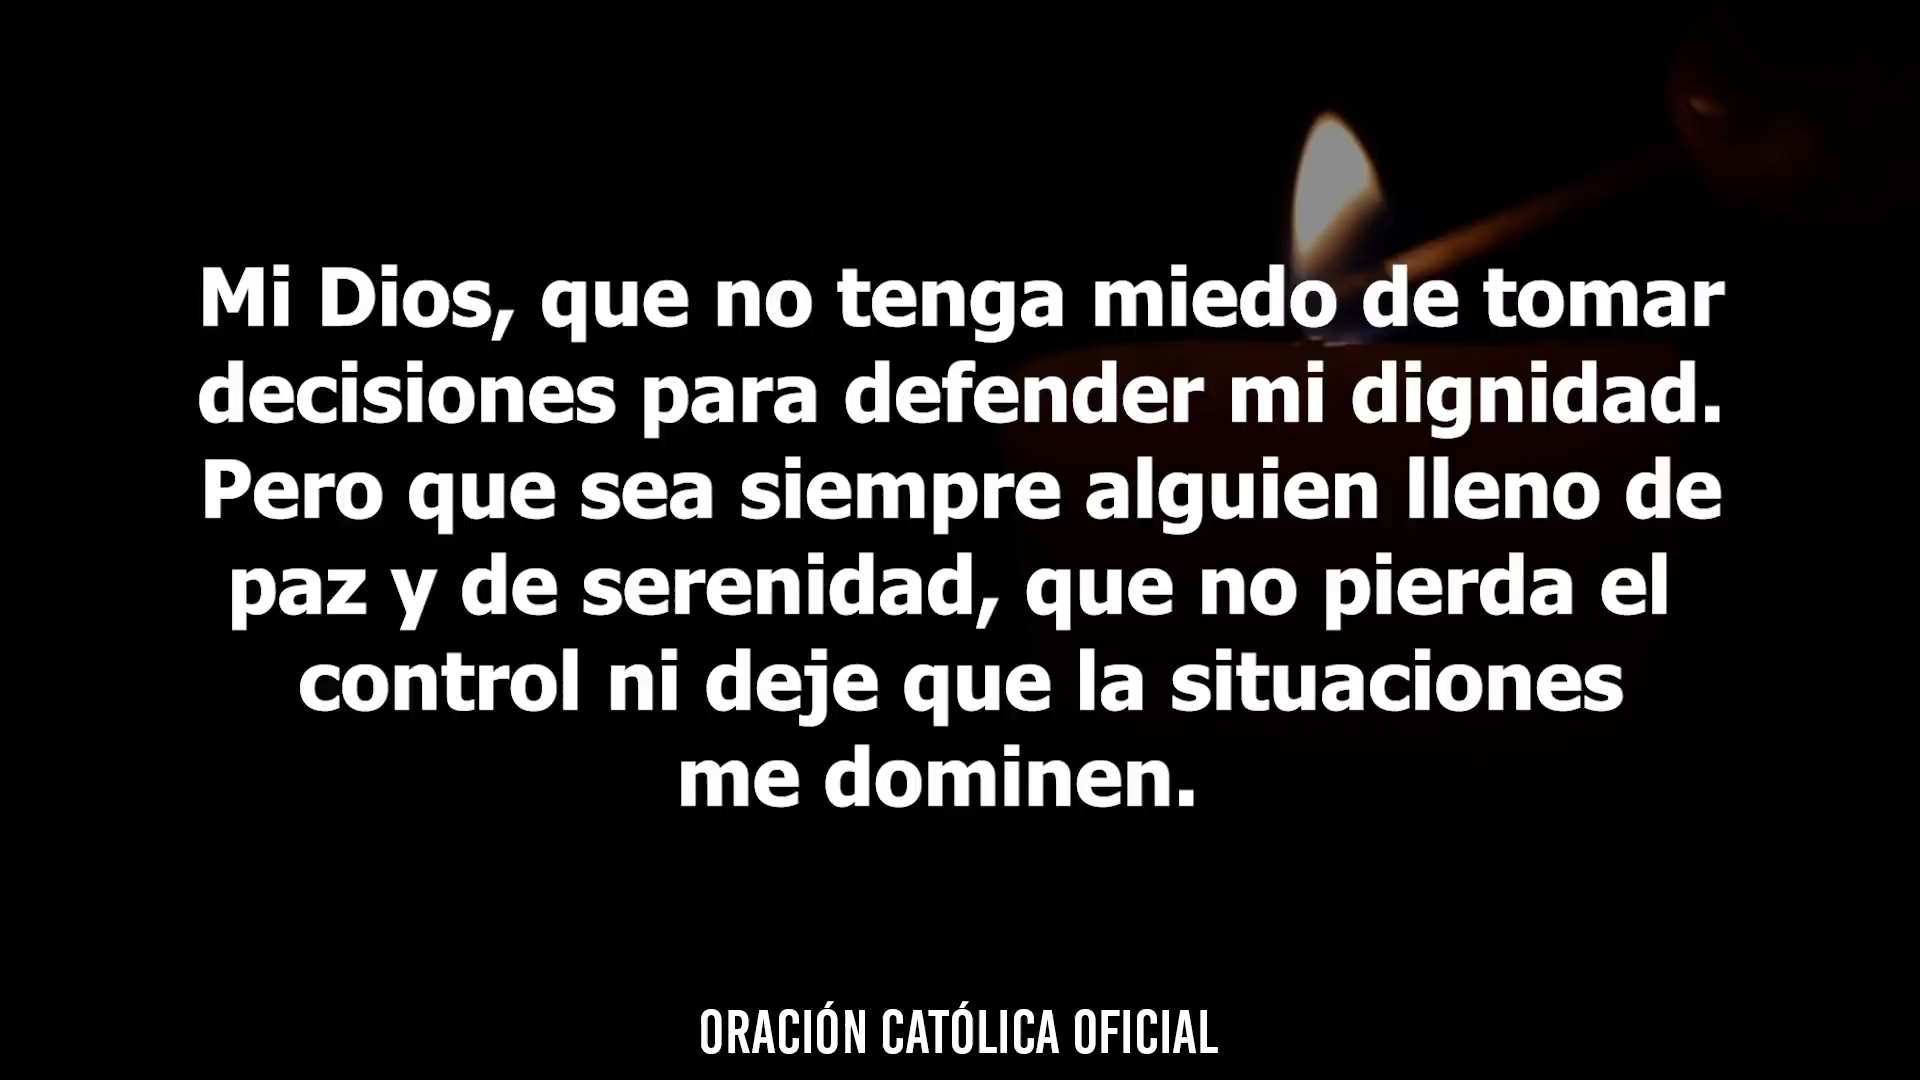 Mi Dios, que no tenga miedo de tomar
decisiones para defender mi dignidad.
Pero que sea siempre alguien lleno de
paz y de serenidad, que no pierda el
control ni deje que la situaciones
me dominen.
ORACIÓN CATÓLICA OFICIAL